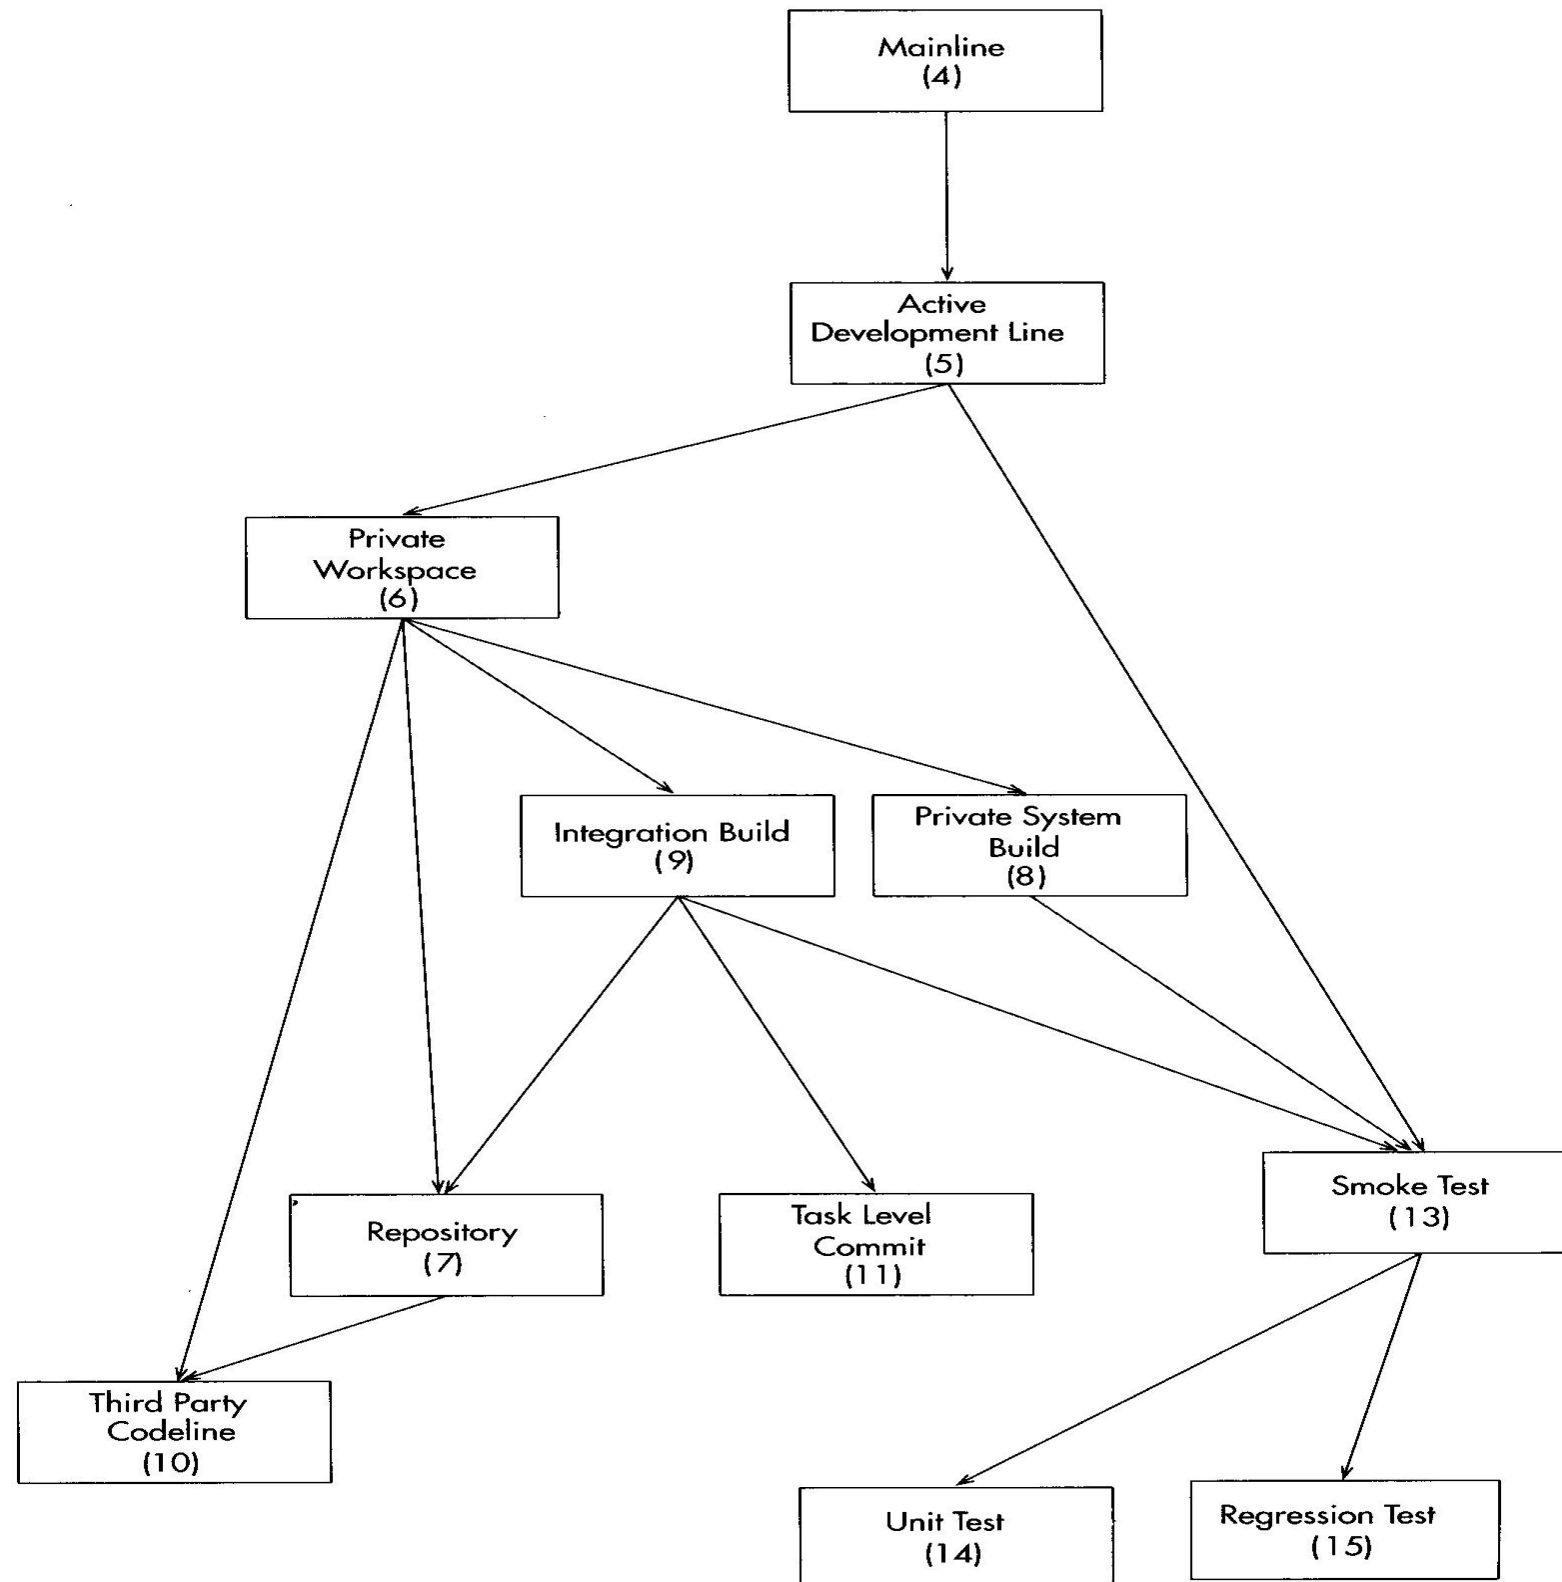 Mainline
(4)
Active
Development Line
(5)
Private
Workspace
(6)
Integration Build
(9)
Private System
Build
(8)
Repository
(7)
Task Level
Commit
(11)
Smoke Test
(13)
Third Party
Codeline
(10)
Unit Test
(14)
Regression Test
(15)